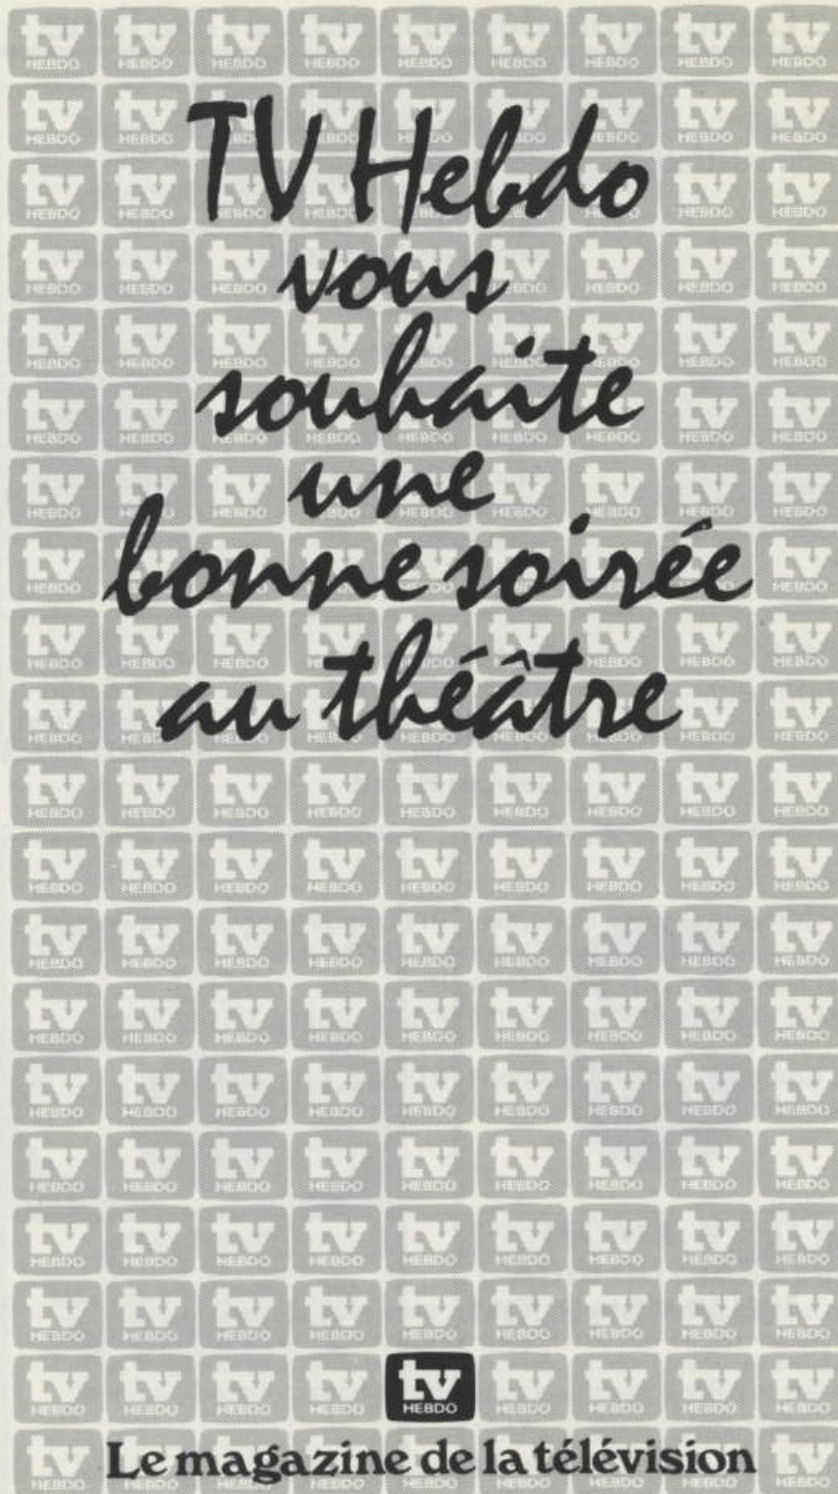 TV Hebdo
vous
souhaite
une
bonne soirée
au théâtre
tv
HEBDO
Le magazine de la télévision